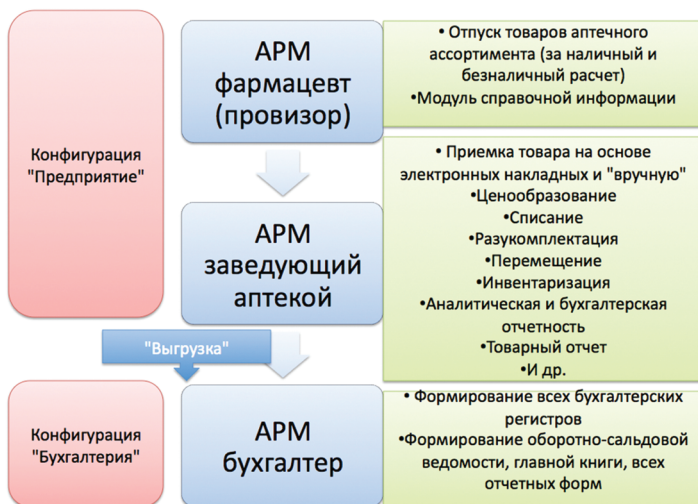 Конфигурация
"Предприятие"
АРМ
фармацевт
(провизор)
• Отпуск товаров аптечного
ассортимента (за наличный и
безналичный расчет)
•Модуль справочной информации
АРМ
заведующий
аптекой
• Приемка товара на основе
электронных накладных и "вручную"
•Ценообразование
•Списание
•Разукомплектация
•Перемещение
•Инвентаризация
•Аналитическая и бухгалтерская
отчетность
•Товарный отчет
•И др.
"Выгрузка"
Конфигурация
"Бухгалтерия"
АРМ
бухгалтер
• Формирование всех бухгалтерских
регистров
•Формирование оборотно-сальдовой
ведомости, главной книги, всех
отчетных форм